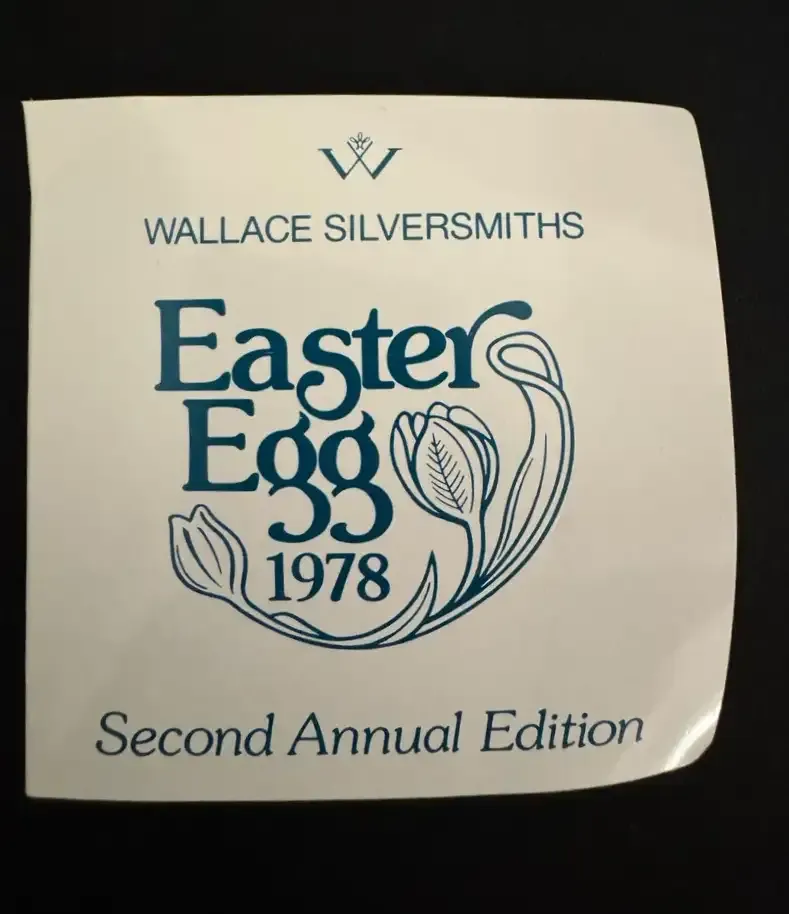 W
WALLACE SILVERSMITHS
Easter
Egg
1978
Second Annual Edition